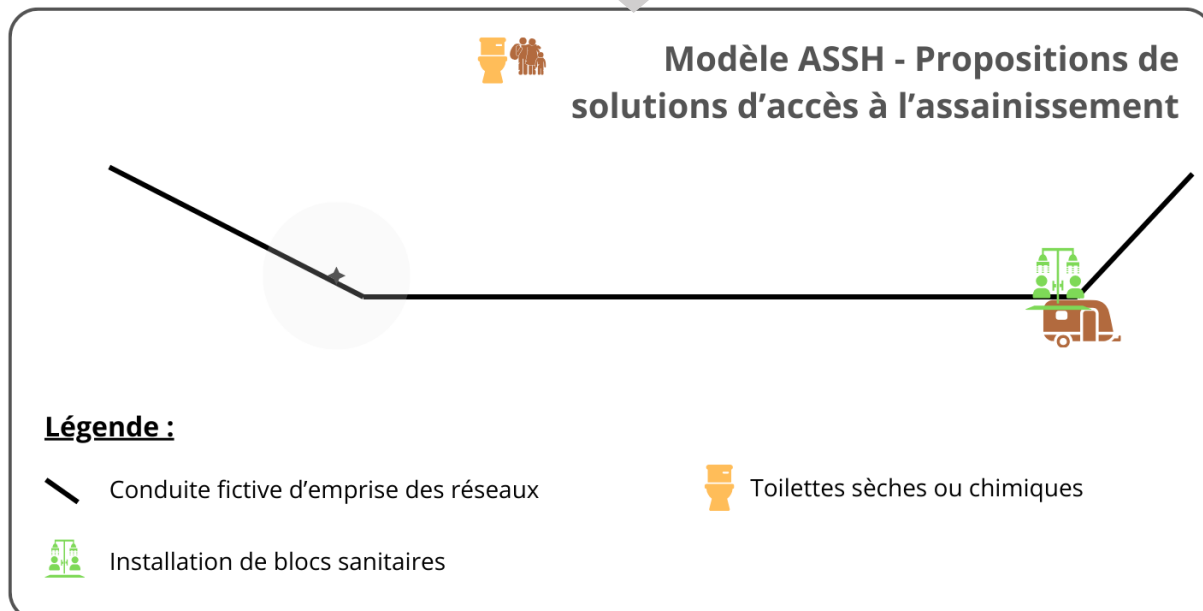 Modèle ASSH - Propositions de
solutions d’accès à l’assainissement
Légende :
Conduite fictive d’emprise des réseaux
Toilettes sèches ou chimiques
Installation de blocs sanitaires